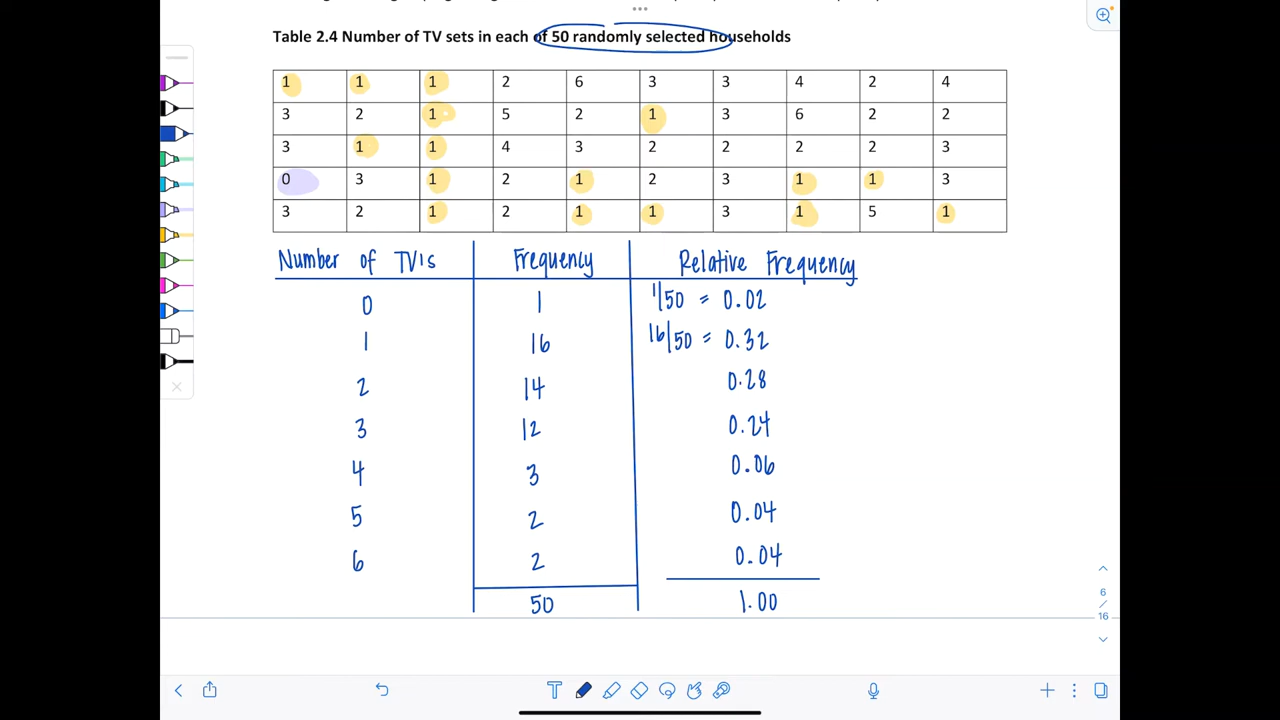 Table 2.4 Number of TV sets in each of 50 randomly selected households
1 1 1 2 6 3 3 4 2 4
3 2 1 5 2 1 3 6 2 2
3 1 1 4 3 2 2 2 2 3
0 3 1 2 1 2 3 1 1 3
3 2 1 2 1 1 3 1 5 1
Number of TV's Frequency Relative Frequency
0 1 1/50 = 0.02
1 16 16/50 = 0.32
2 14 0.28
3 12 0.24
4 3 0.06
5 2 0.04
6 2 0.04
50 1.00
6
/
16
T